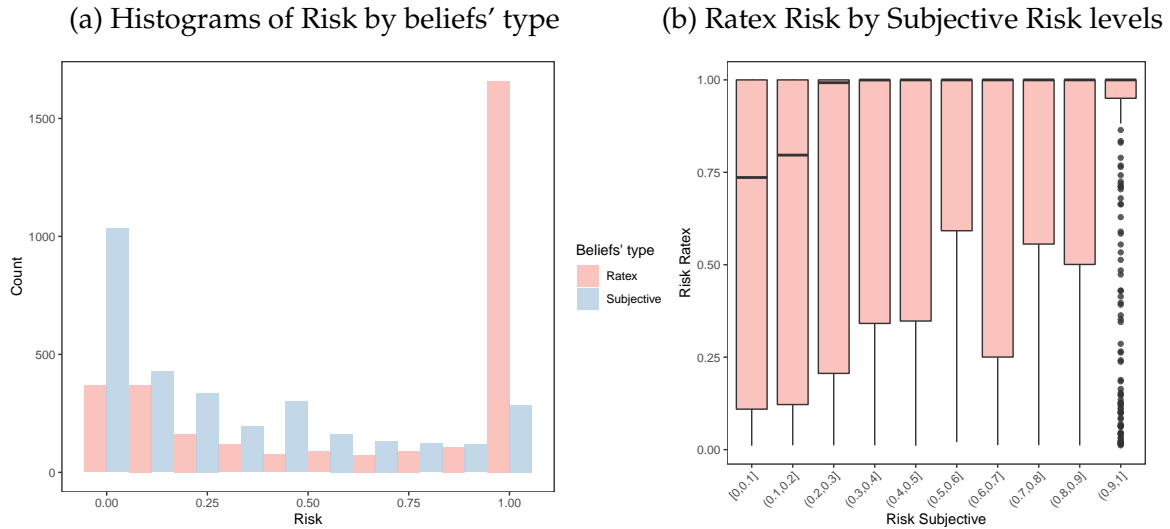 (a) Histograms of Risk by beliefs’ type
1500
1000
500
0
Count
0.00 0.25 0.50 0.75 1.00
Risk
Beliefs' type
Ratex
Subjective
(b) Ratex Risk by Subjective Risk levels
1.00
0.75
0.50
0.25
0.00
Risk Ratex
[0,0.1] (0.1,0.2] (0.2,0.3] (0.3,0.4] (0.4,0.5] (0.5,0.6] (0.6,0.7] (0.7,0.8] (0.8,0.9] (0.9,1]
Risk Subjective